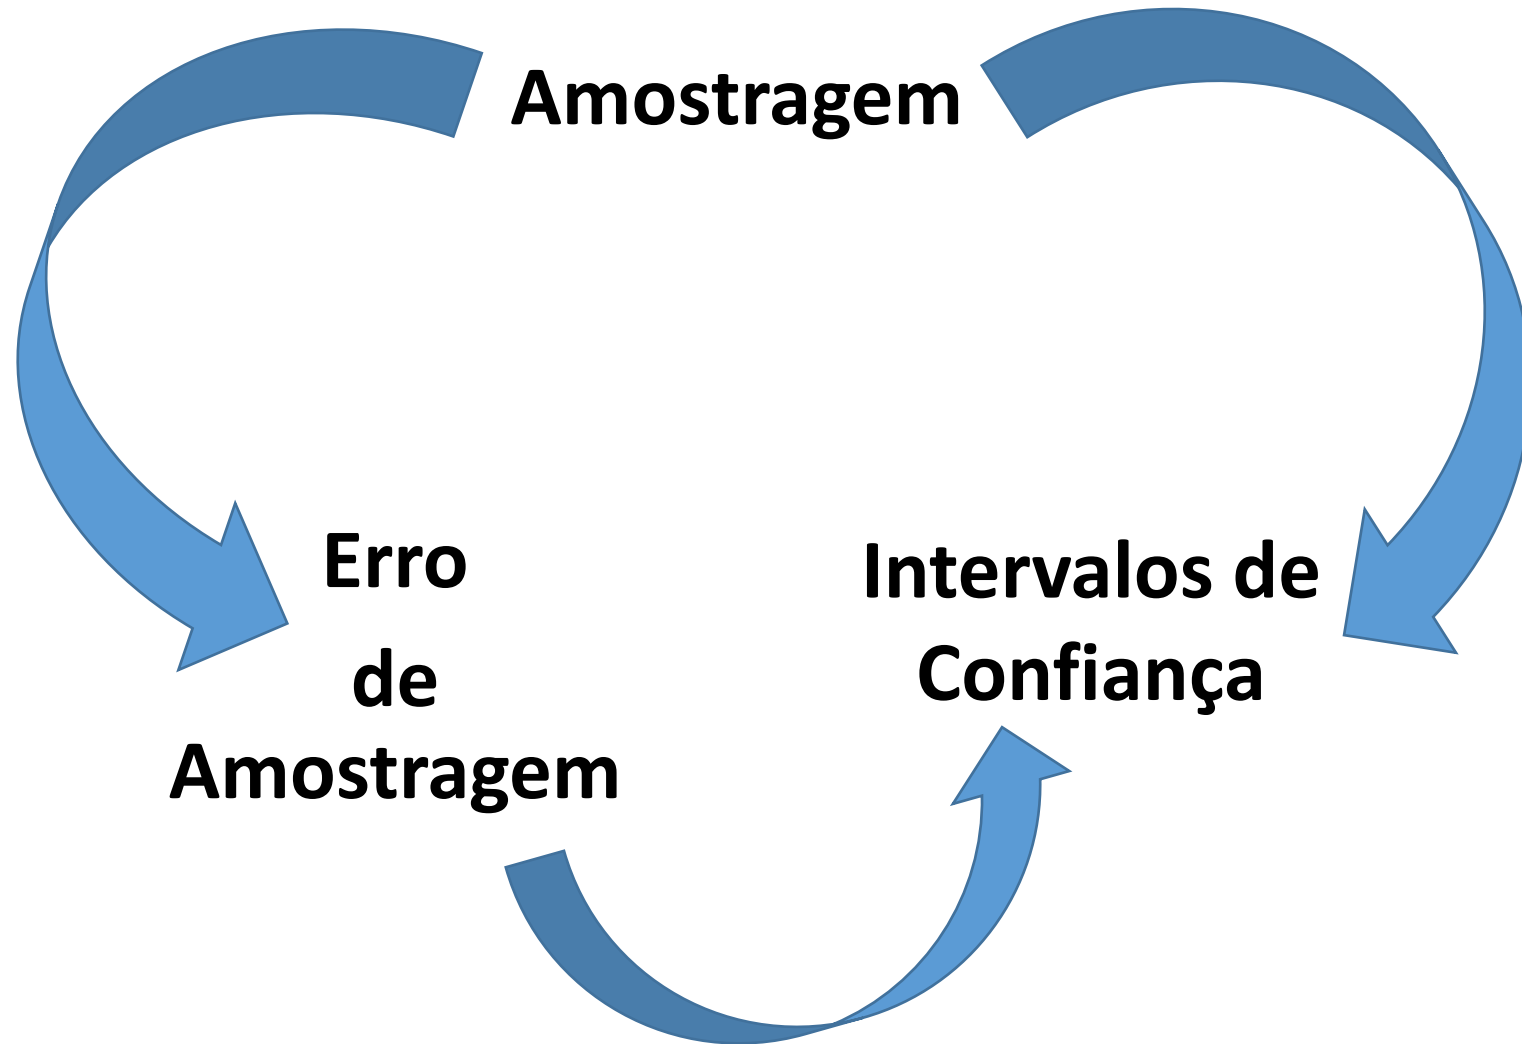 Amostragem
Erro
de
Amostragem
Intervalos de
Confiança